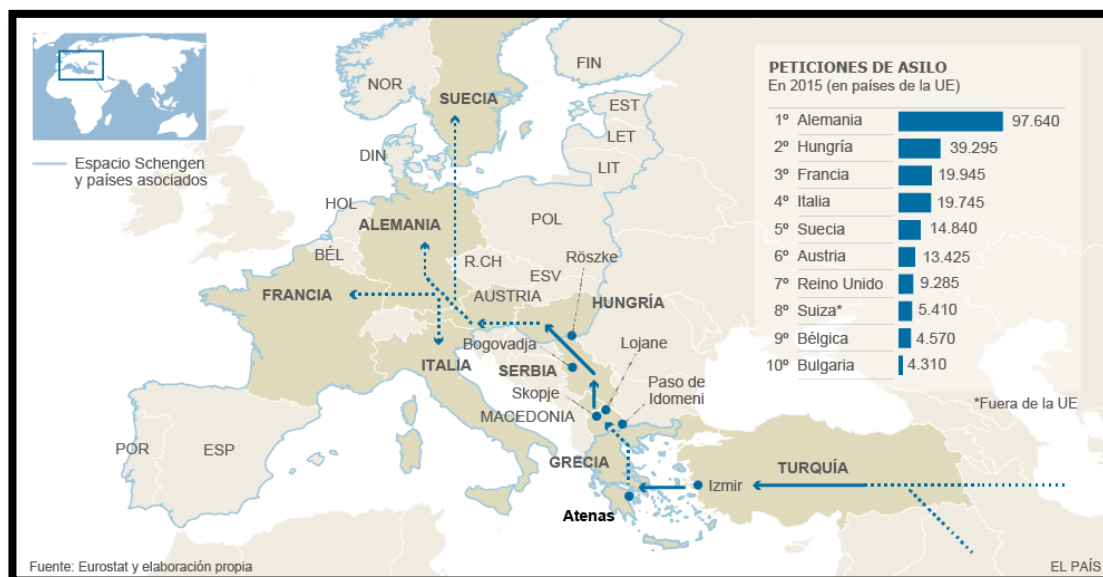 PETICIONES DE ASILO
En 2015 (en países de la UE)
1º Alemania 97.640
2º Hungría 39.295
3º Francia 19.945
4º Italia 19.745
5º Suecia 14.840
6º Austria 13.425
7º Reino Unido 9.285
8º Suiza* 5.410
9º Bélgica 4.570
10º Bulgaria 4.310
*Fuera de la UE
Espacio Schengen
y países asociados
NOR
FIN
SUECIA
EST
LET
DIN
LIT
HOL
ALEMANIA
POL
BÉL
R.CH
ESV
Röszke
FRANCIA
AUSTRIA
HUNGRÍA
Bogovadja
Lojane
ITALIA
SERBIA
Skopje
Paso de
Idomeni
MACEDONIA
POR
ESP
GRECIA
TURQUÍA
Izmir
Atenas
Fuente: Eurostat y elaboración propia
EL PAÍS